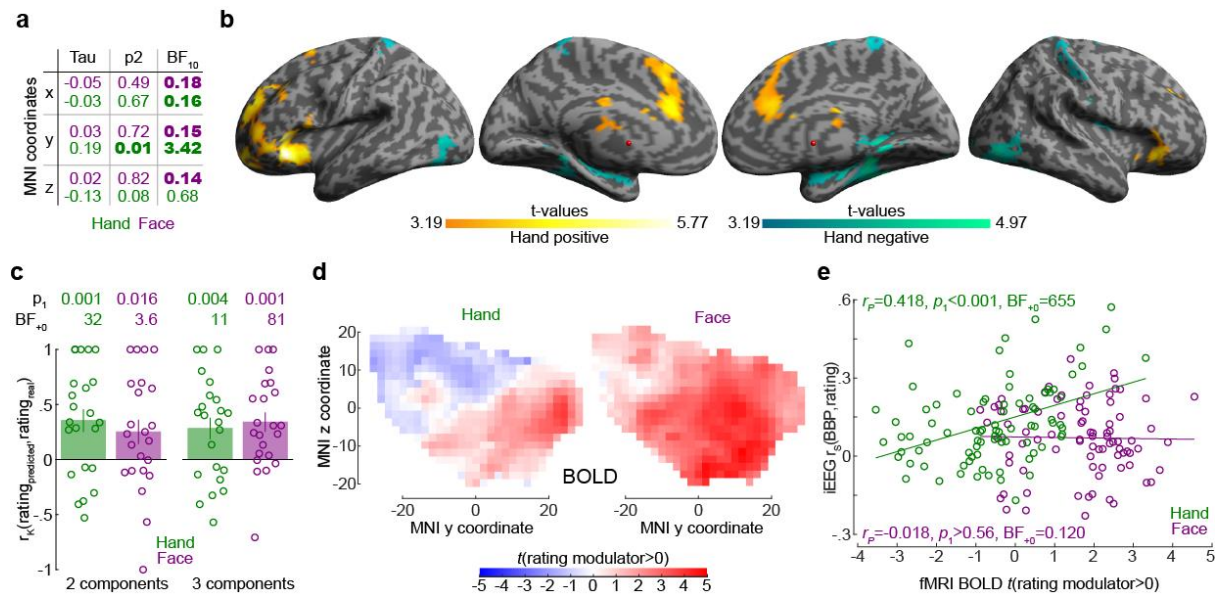 a
Tau p2 BF10
MNI coordinates
x
-0.05 0.49 0.18
-0.03 0.67 0.16
y
0.03 0.72 0.15
0.19 0.01 3.42
z
0.02 0.82 0.14
-0.13 0.08 0.68
Hand Face
b
t-values
3.19 5.77
Hand positive
t-values
3.19 4.97
Hand negative
c
p1 0.001 0.016 0.004 0.001
BF+0 32 3.6 11 81
rK(ratingpredicted,ratingreal)
1
.5
0
-.5
-1
Hand
Face
2 components 3 components
d
Hand Face
MNI z coordinate
20
10
0
-10
-20
BOLD
-20 0 20
-20 0 20
MNI y coordinate MNI y coordinate
t(rating modulator>0)
-5 -4 -3 -2 -1 0 1 2 3 4 5
e
iEEG rS(BBP,rating)
.6
.3
0
-.3
rP=0.418, p1<0.001, BF+0=655
Hand
Face
rP=-0.018, p1>0.56, BF+0=0.120
-4 -3 -2 -1 0 1 2 3 4 5
fMRI BOLD t(rating modulator>0)